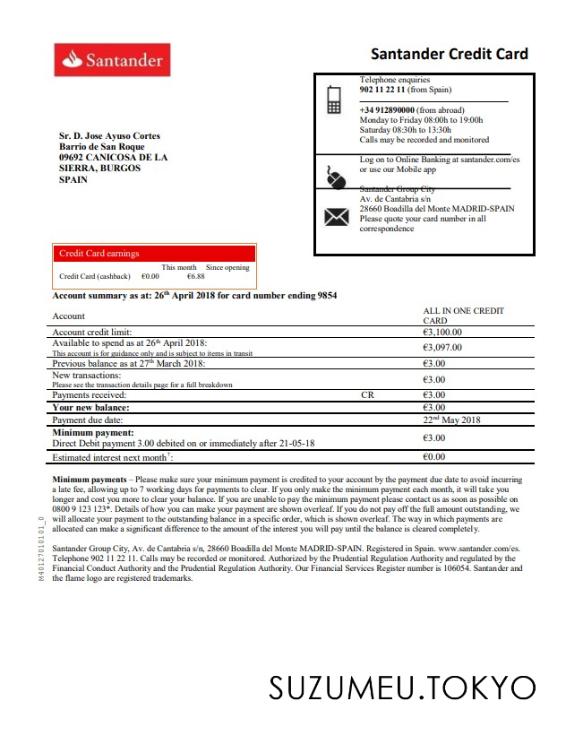 Santander
Santander Credit Card
Telephone enquiries
902 11 22 11 (from Spain)
+34 912890000 (from abroad)
Monday to Friday 08:00h to 19:00h
Saturday 08:30h to 13:30h
Calls may be recorded and monitored
Log on to Online Banking at santander.com/es
or use our Mobile app
Santander Group City
Av. de Cantabria s/n
28660 Boadilla del Monte MADRID-SPAIN
Please quote your card number in all
correspondence
Sr. D. Jose Ayuso Cortes
Barrio de San Roque
09692 CANICOSA DE LA
SIERRA, BURGOS
SPAIN
Credit Card earnings
This month Since opening
Credit Card (cashback) €0.00 €6.88
Account summary as at: 26th April 2018 for card number ending 9854
Account ALL IN ONE CREDIT
CARD
Account credit limit: €3,100.00
Available to spend as at 26th April 2018: €3,097.00
This account is for guidance only and is subject to items in transit
Previous balance as at 27th March 2018: €3.00
New transactions: €3.00
Please see the transaction details page for a full breakdown
Payments received: CR €3.00
Your new balance: €3.00
Payment due date: 22nd May 2018
Minimum payment:
Direct Debit payment 3.00 debited on or immediately after 21-05-18 €3.00
Estimated interest next month†: €0.00
Minimum payments – Please make sure your minimum payment is credited to your account by the payment due date to avoid incurring
a late fee, allowing up to 7 working days for payments to clear. If you only make the minimum payment each month, it will take you
longer and cost you more to clear your balance. If you are unable to pay the minimum payment please contact us as soon as possible on
0800 9 123 123*. Details of how you can make your payment are shown overleaf. If you do not pay off the full amount outstanding, we
will allocate your payment to the outstanding balance in a specific order, which is shown overleaf. The way in which payments are
allocated can make a significant difference to the amount of the interest you will pay until the balance is cleared completely.
Santander Group City, Av. de Cantabria s/n, 28660 Boadilla del Monte MADRID-SPAIN. Registered in Spain. www.santander.com/es.
Telephone 902 11 22 11. Calls may be recorded or monitored. Authorized by the Prudential Regulation Authority and regulated by the
Financial Conduct Authority and the Prudential Regulation Authority. Our Financial Services Register number is 106054. Santander and
the flame logo are registered trademarks.
SUZUMEU.TOKYO